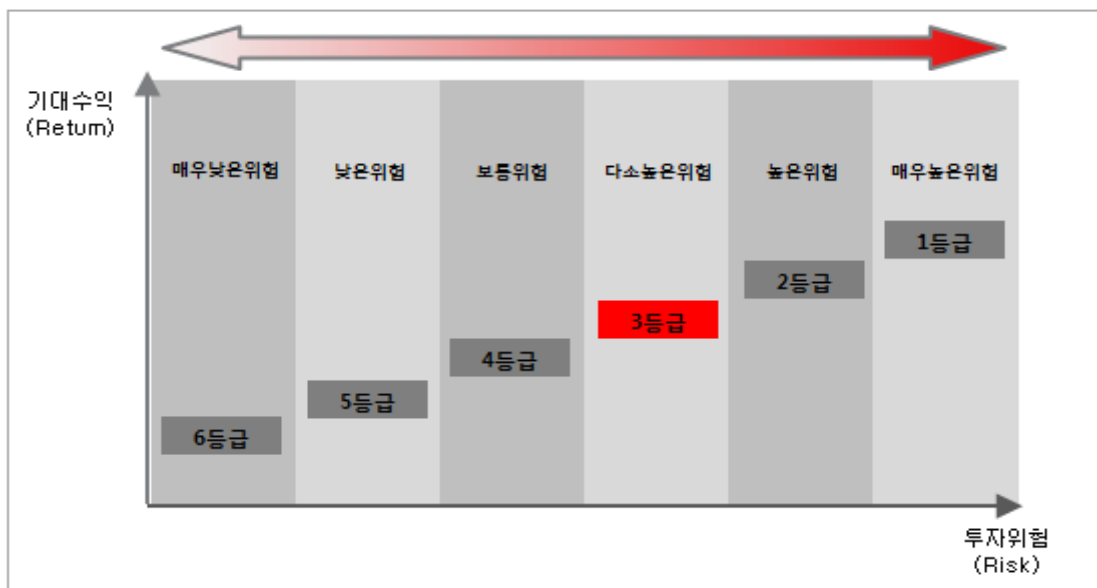 기대수익
(Return)
매우낮은위험
낮은위험
보통위험
다소높은위험
높은위험
매우높은위험
1등급
2등급
3등급
4등급
5등급
6등급
투자위험
(Risk)